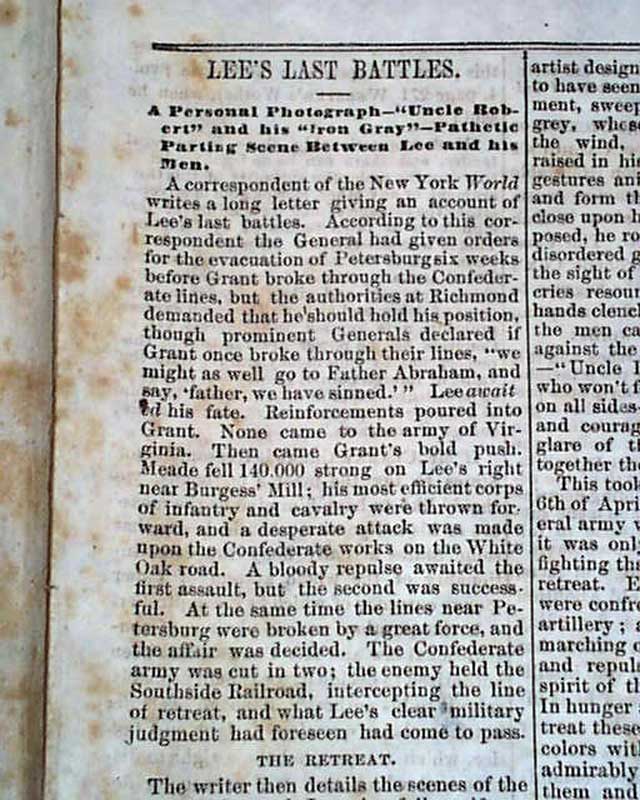 LEE'S LAST BATTLES.
A Personal Photograph—"Uncle Rob-
ert" and his "Iron Gray"—Pathetic
Parting Scene Between Lee and his
Men.
A correspondent of the New York World
writes a long letter giving an account of
Lee's last battles. According to this cor-
respondent the General had given orders
for the evacuation of Petersburg six weeks
before Grant broke through the Confeder-
ate lines, but the authorities at Richmond
demanded that he should hold his position,
though prominent Generals declared if
Grant once broke through their lines, "we
might as well go to Father Abraham, and
say, 'father, we have sinned.'" Lee await
ed his fate. Reinforcements poured into
Grant. None came to the army of Vir-
ginia. Then came Grant's bold push.
Meade fell 140.000 strong on Lee's right
near Burgess' Mill; his most efficient corps
of infantry and cavalry were thrown for-
ward, and a desperate attack was made
upon the Confederate works on the White
Oak road. A bloody repulse awaited the
first assault, but the second was success-
ful. At the same time the lines near Pe-
tersburg were broken by a great force, and
the affair was decided. The Confederate
army was cut in two; the enemy held the
Southside Railroad, intercepting the line
of retreat, and what Lee's clear military
judgment had foreseen had come to pass.
THE RETREAT.
The writer then details the scenes of the
artist design
to have seen
ment, sweep
grey, whose
the wind,
raised in his
gestures ani
and form th
close upon h
posed, he ro
disordered g
the sight of
cries resour
hands clenc
the men ca
against the
—"Uncle
who won't f
on all sides
and courag
glare of th
together the
This took
6th of Apri
eral army w
it was only
fighting tha
retreat. E
were confr
artillery; a
marching o
and repul
spirit of th
In hunger
treat these
colors with
admirably
them and